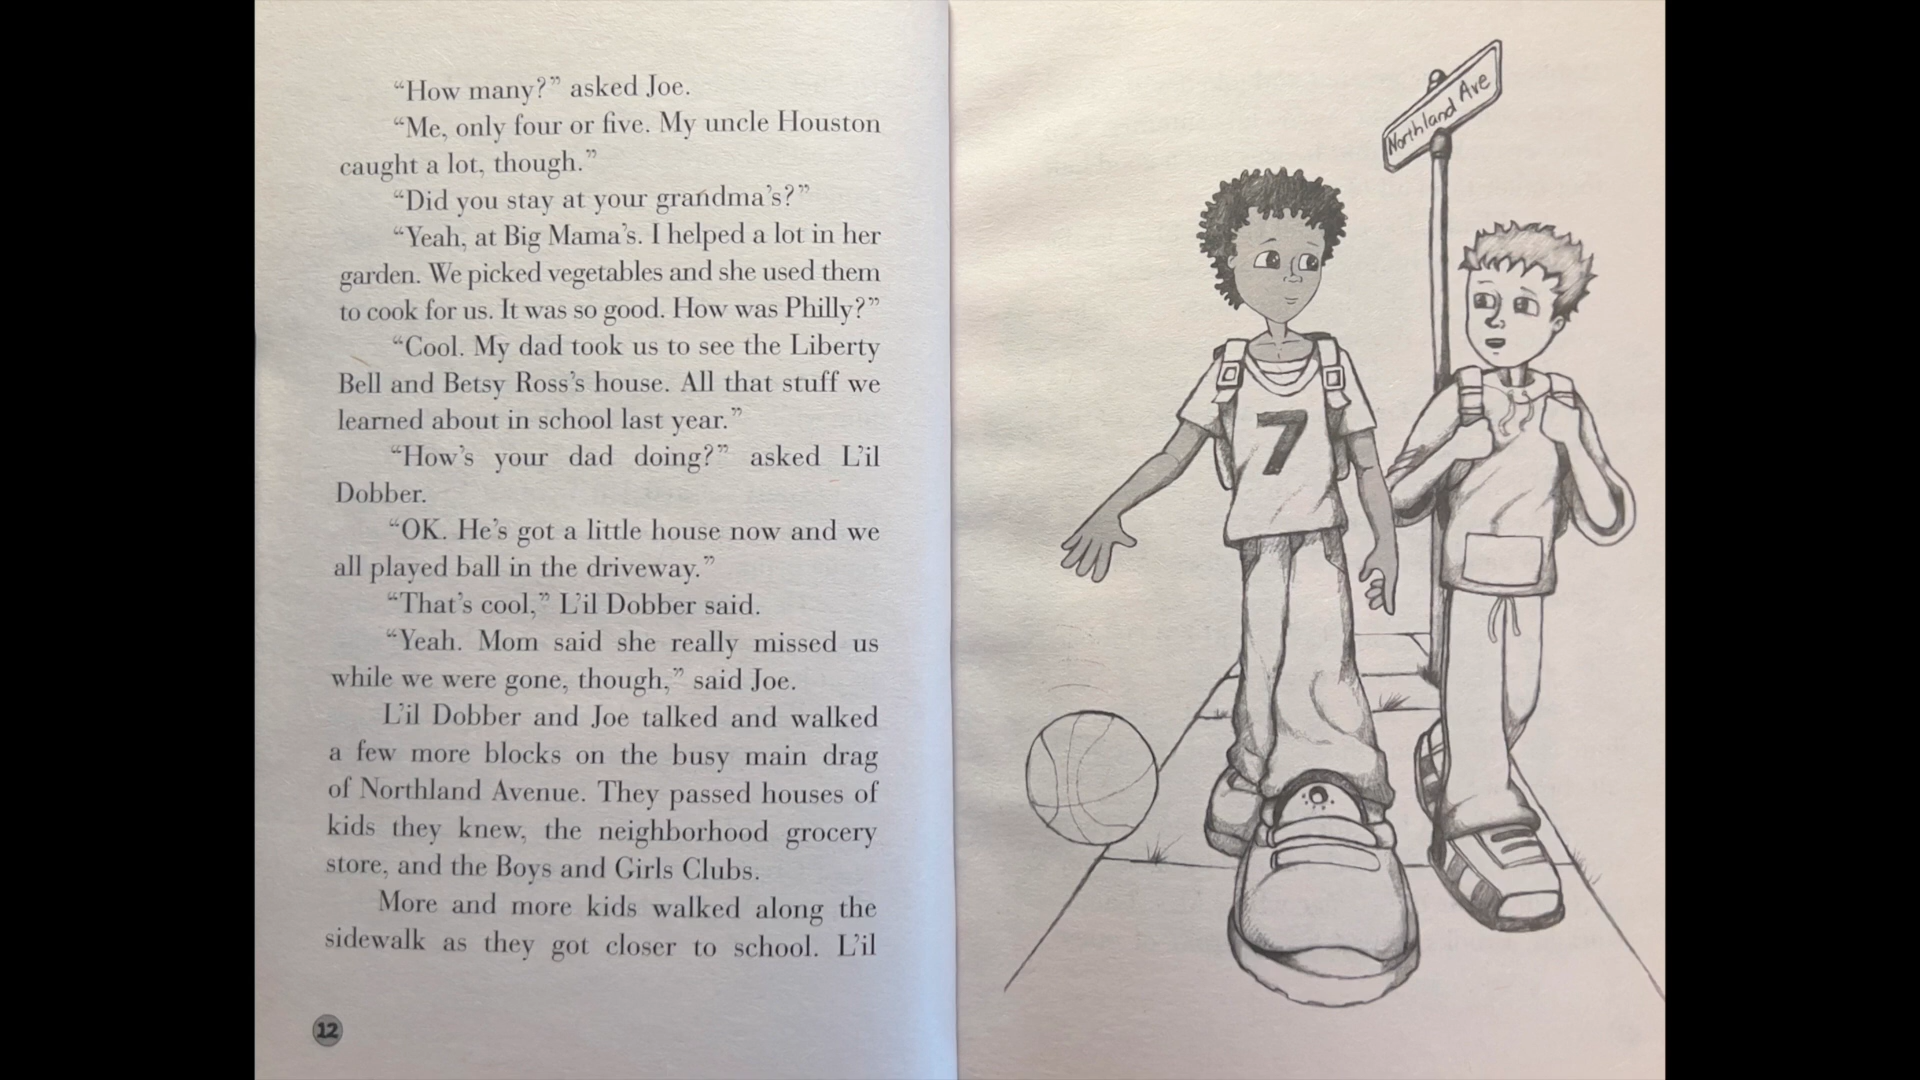 “How many?” asked Joe.
“Me, only four or five. My uncle Houston
caught a lot, though.”
“Did you stay at your grandma’s?”
“Yeah, at Big Mama’s. I helped a lot in her
garden. We picked vegetables and she used them
to cook for us. It was so good. How was Philly?”
“Cool. My dad took us to see the Liberty
Bell and Betsy Ross’s house. All that stuff we
learned about in school last year.”
“How’s your dad doing?” asked L’il
Dobber.
“OK. He’s got a little house now and we
all played ball in the driveway.”
“That’s cool,” L’il Dobber said.
“Yeah. Mom said she really missed us
while we were gone, though,” said Joe.
L’il Dobber and Joe talked and walked
a few more blocks on the busy main drag
of Northland Avenue. They passed houses of
kids they knew, the neighborhood grocery
store, and the Boys and Girls Clubs.
More and more kids walked along the
sidewalk as they got closer to school. L’il
12
Northland Ave
7